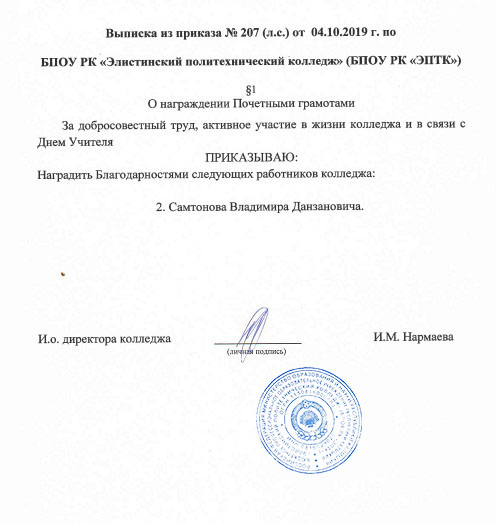 Выписка из приказа № 207 (л.с.) от 04.10.2019 г. по
БПОУ РК «Элистинский политехнический колледж» (БПОУ РК «ЭПТК»)
§1
О награждении Почетными грамотами
За добросовестный труд, активное участие в жизни колледжа и в связи с
Днем Учителя
ПРИКАЗЫВАЮ:
Наградить Благодарностями следующих работников колледжа:
2. Самтонова Владимира Данзановича.
И.о. директора колледжа
(личная подпись)
И.М. Нармаева